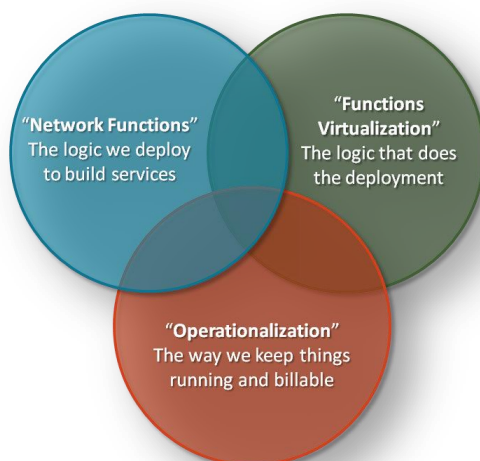 “Network Functions”
The logic we deploy
to build services
“Functions
Virtualization”
The logic that does
the deployment
“Operationalization”
The way we keep things
running and billable